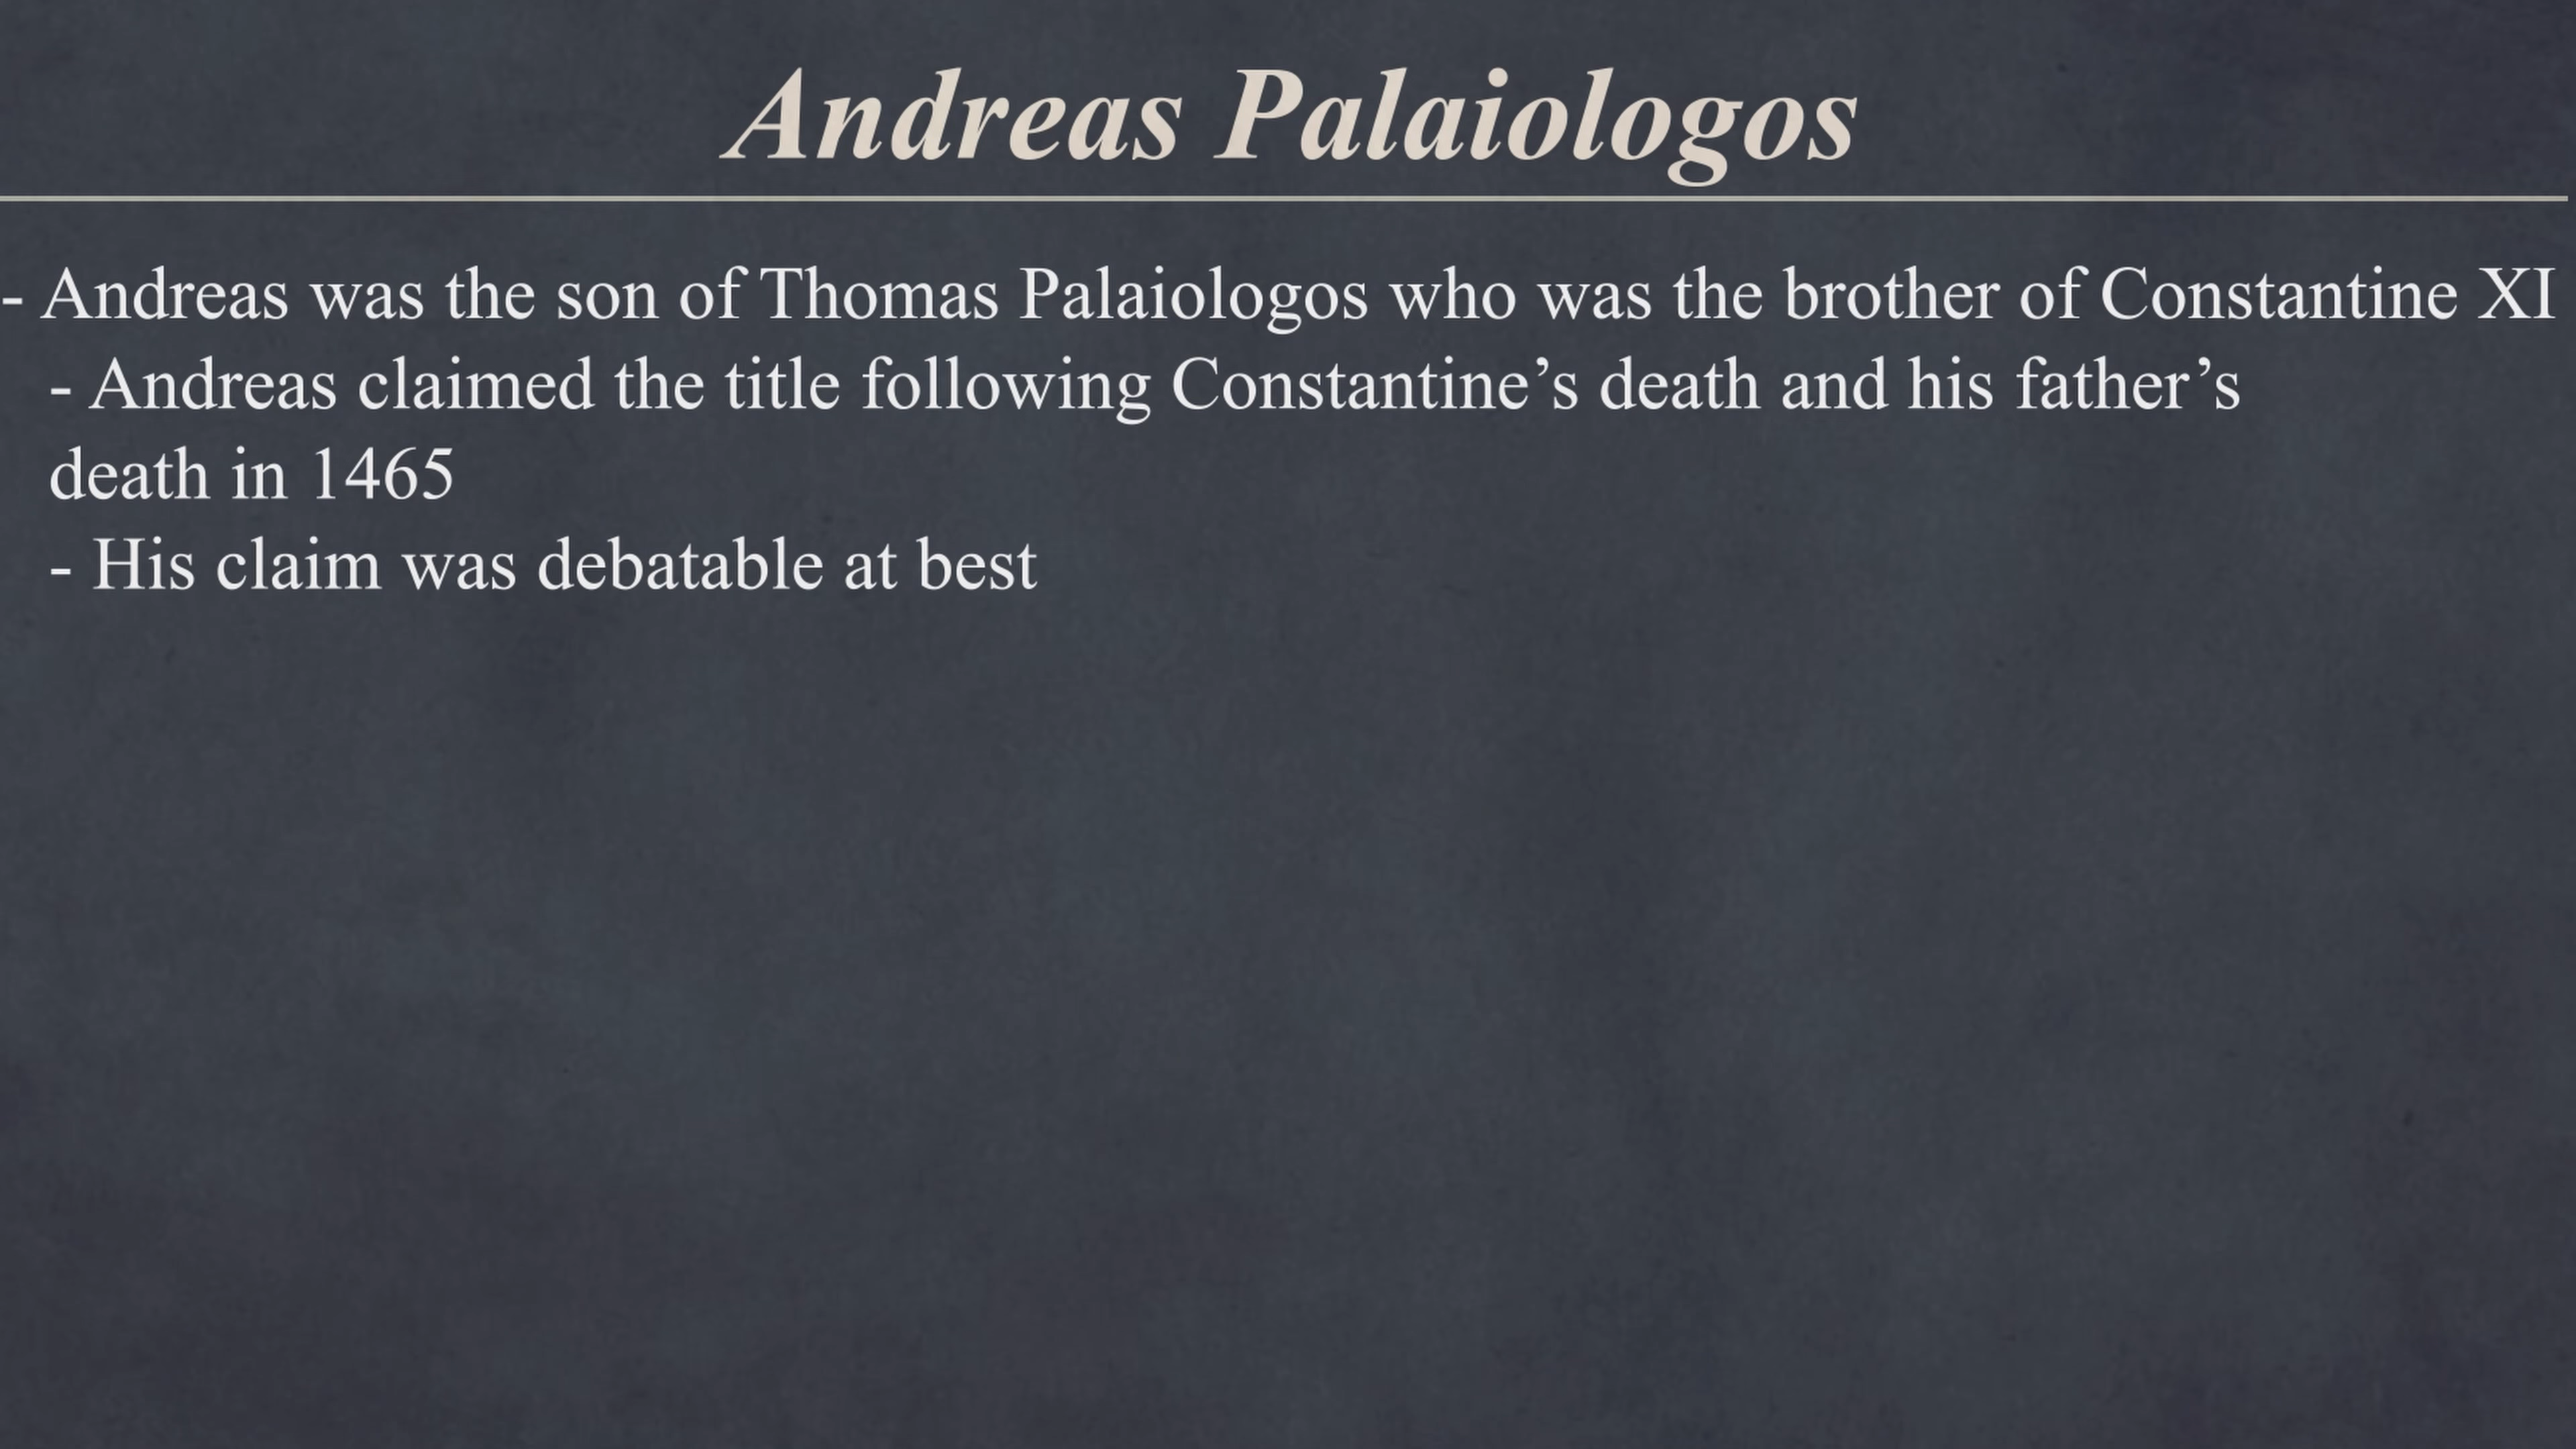 Andreas Palaiologos
- Andreas was the son of Thomas Palaiologos who was the brother of Constantine XI
- Andreas claimed the title following Constantine’s death and his father’s
death in 1465
- His claim was debatable at best